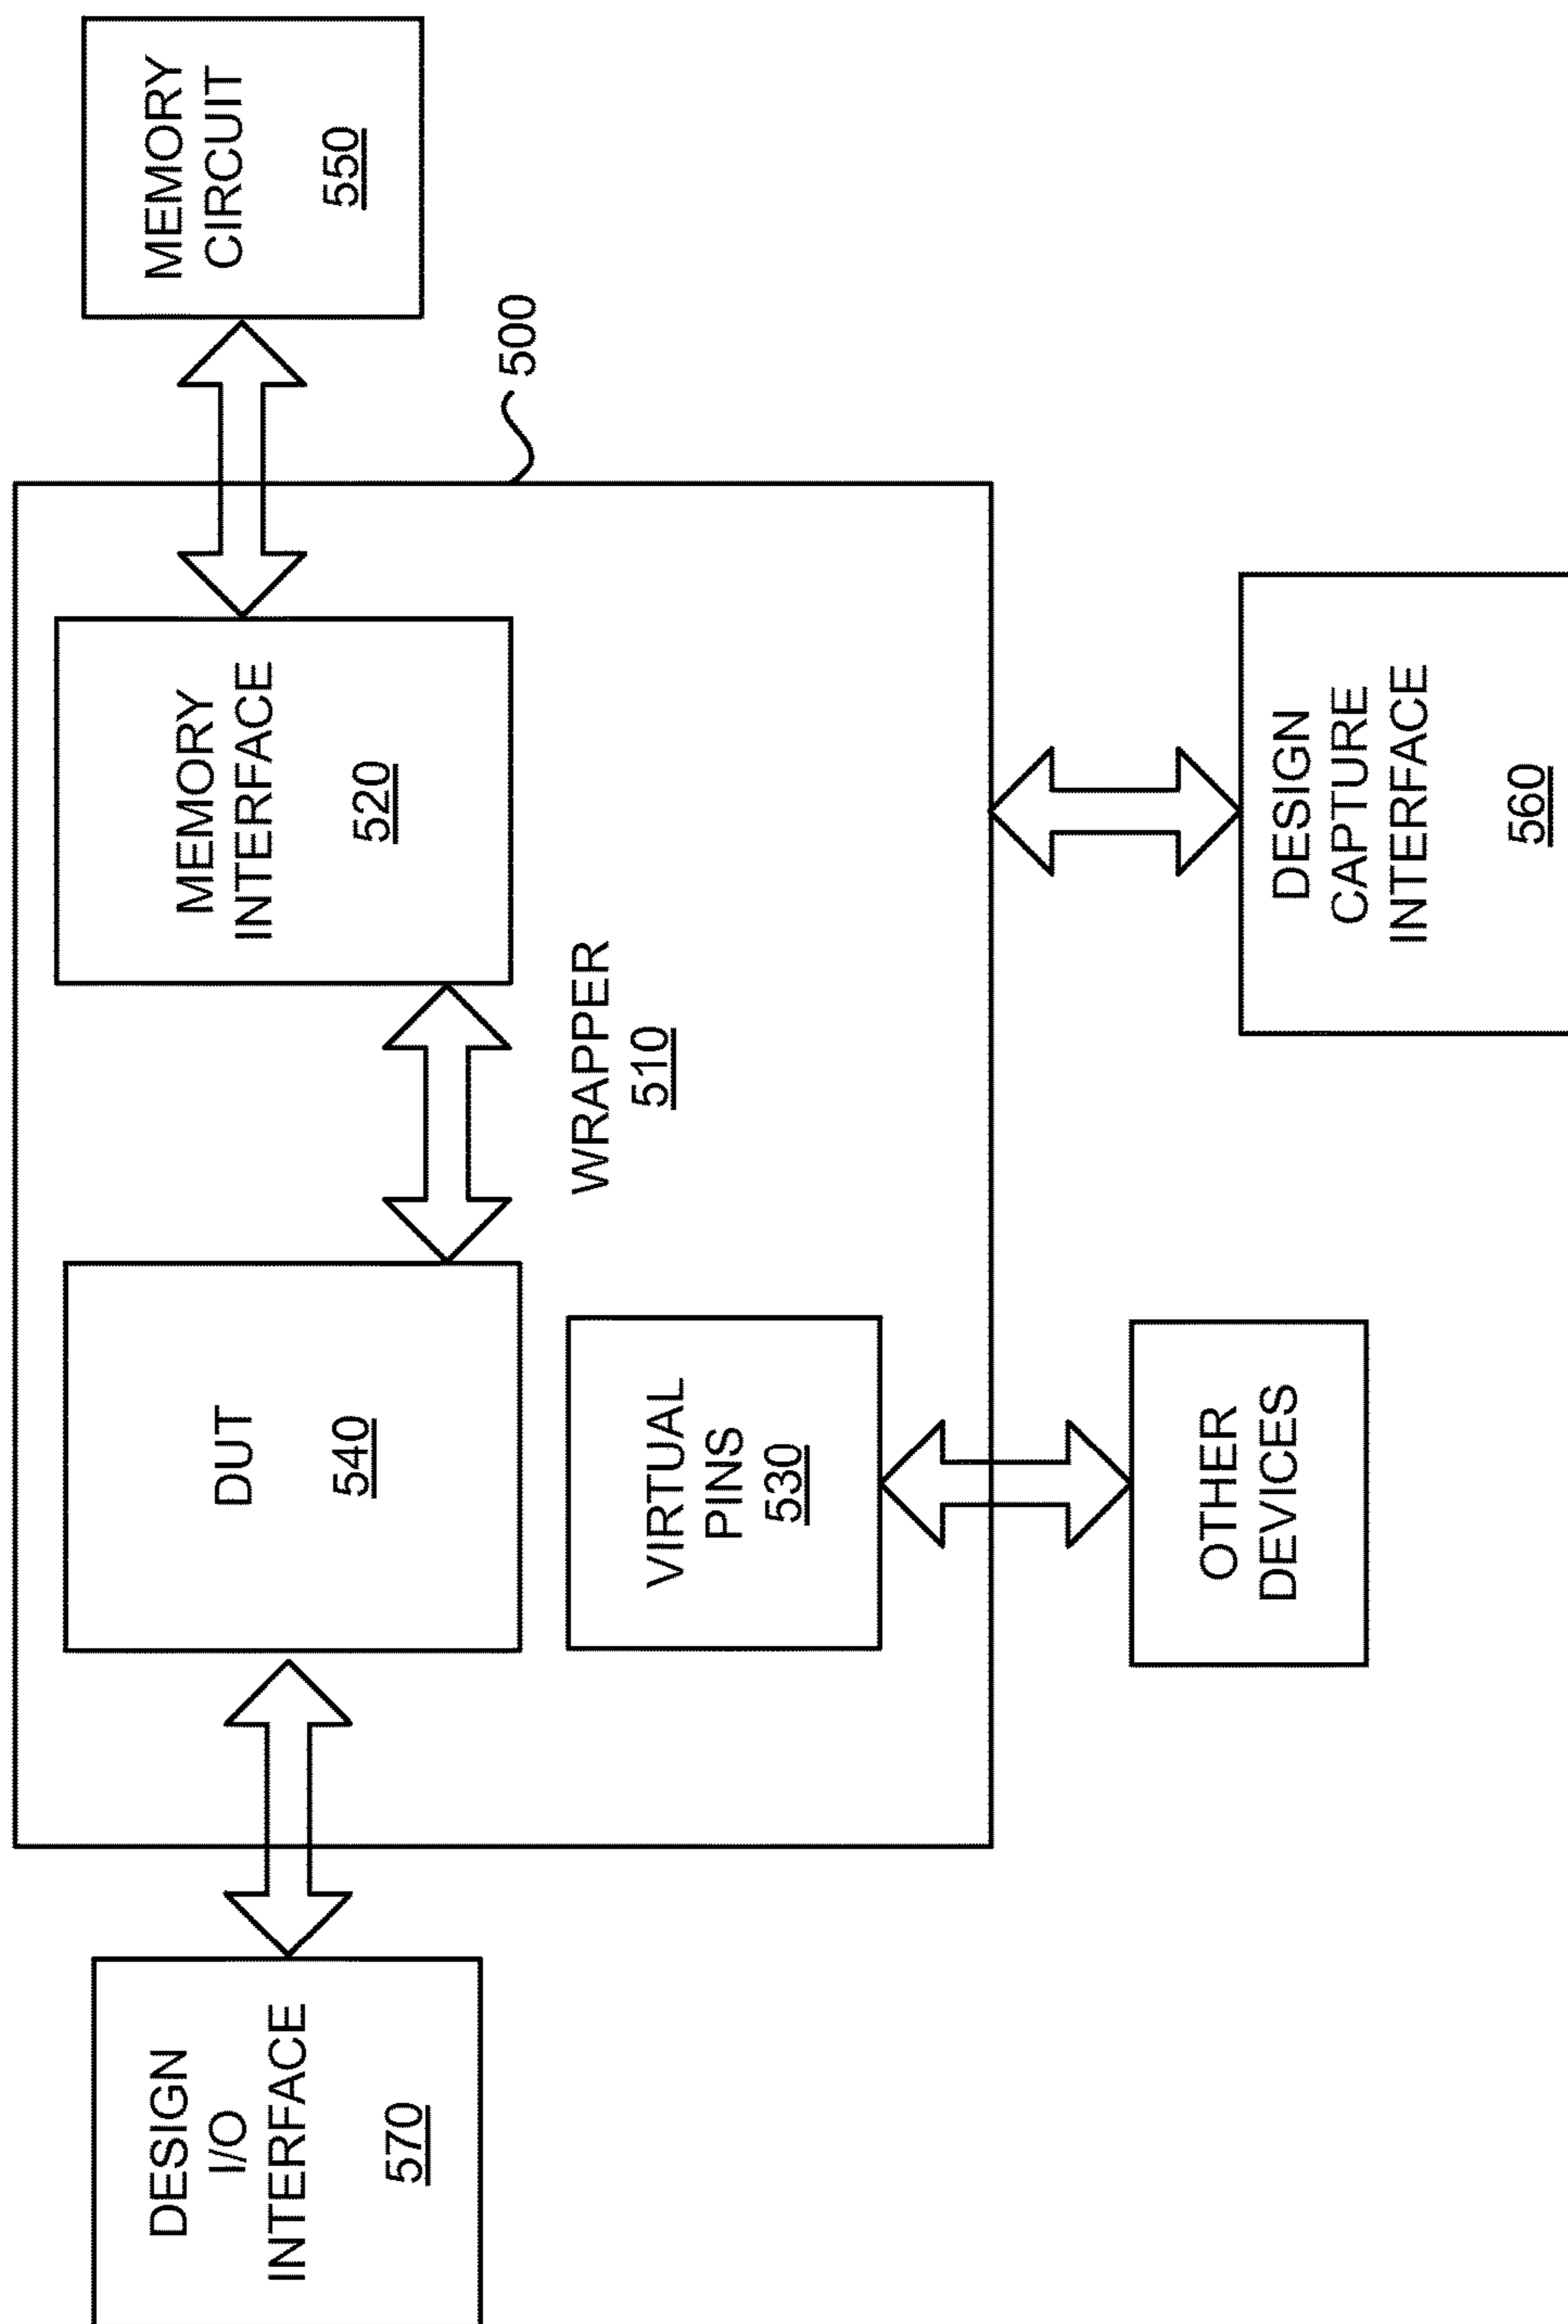 DESIGN
I/O
INTERFACE
570
DUT
540
MEMORY
INTERFACE
520
MEMORY
CIRCUIT
550
500
WRAPPER
510
VIRTUAL
PINS
530
OTHER
DEVICES
DESIGN
CAPTURE
INTERFACE
560